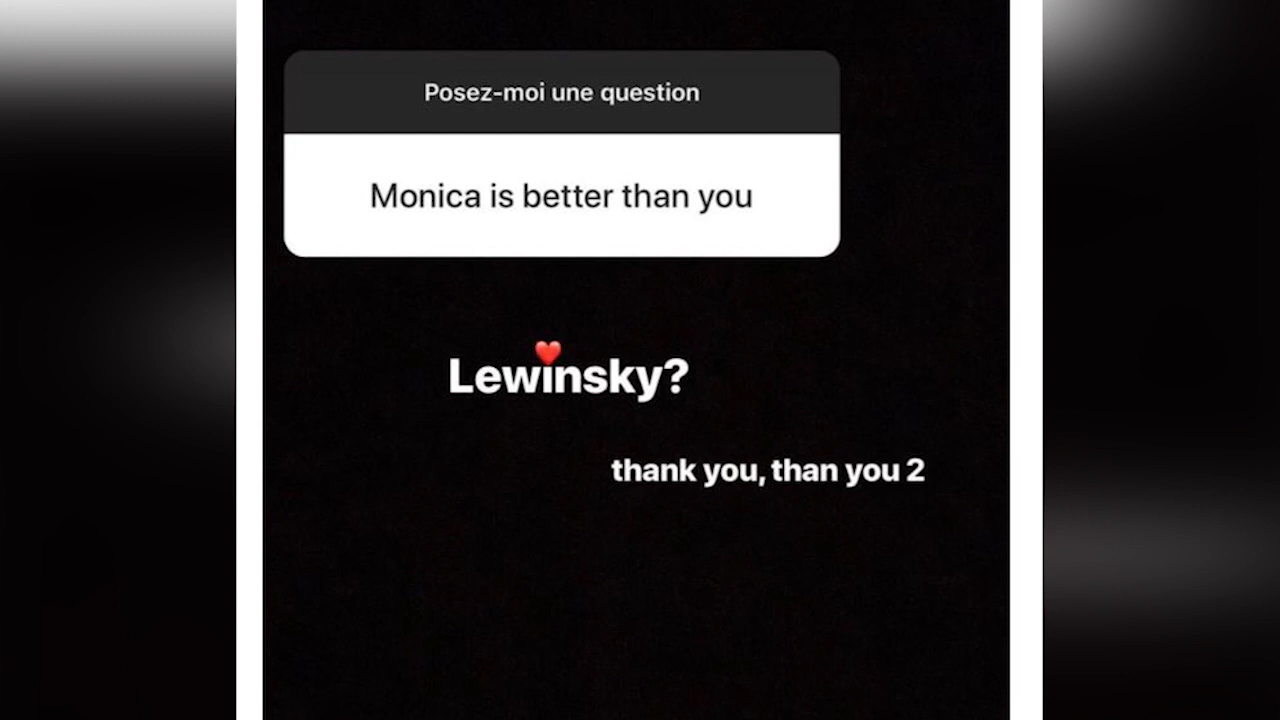 Posez-moi une question
Monica is better than you
Lewinsky?
thank you, than you 2